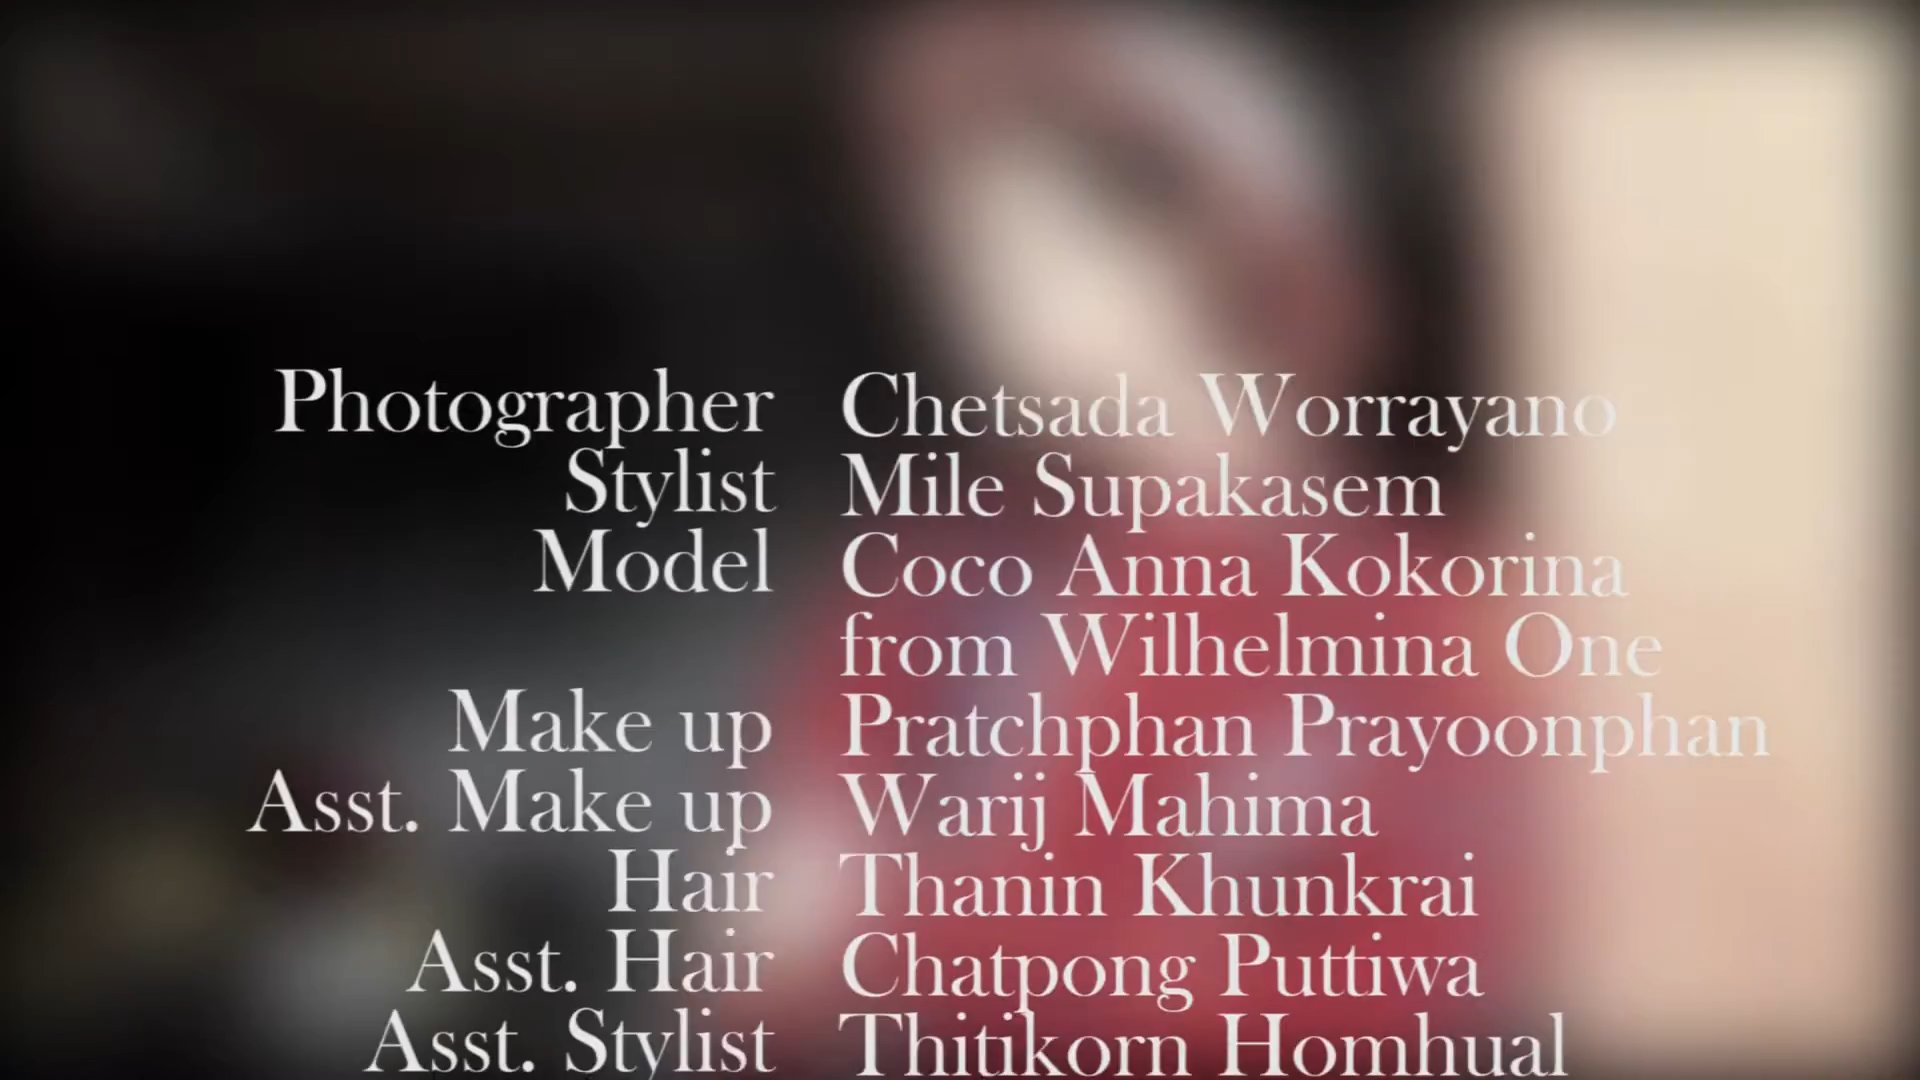 Photographer Chetsada Worrayano
Stylist Mile Supakasem
Model Coco Anna Kokorina
from Wilhelmina One
Make up Pratchphan Prayoonphan
Asst. Make up Warij Mahima
Hair Thanin Khunkrai
Asst. Hair Chatpong Puttiwa
Asst. Stylist Thitikorn Homhual